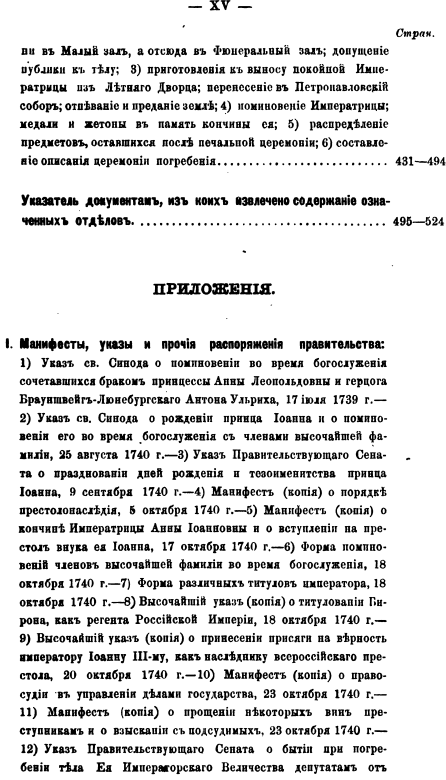 — XV —
Стран.
пи въ Малый залъ, а отсюда въ Фюнеральный залъ; допущеніе
публики къ тѣлу; 3) приготовленія къ выносу покойной Импе-
ратрицы изъ Лѣтняго Дворца; перенесеніе въ Петропавловскій
соборъ; отпѣваніе и преданіе землѣ; 4) поминовеніе Императрицы;
медали и жетоны въ память кончины ея; 5) распредѣленіе
предметовъ, оставшихся послѣ печальной церемоніи; 6) составле-
ніе описанія церемоніи погребенія................. 431—494
Указатель документамъ, изъ коихъ извлечено содержаніе озна-
ченныхъ отдѣловъ............................ 495—524
ПРИЛОЖЕНІЯ.
I. Манифесты, указы и прочія распоряженія правительства:
1) Указъ св. Синода о поминовеніи во время богослуженія
сочетавшихся бракомъ принцессы Анны Леопольдовны и герцога
Брауншвейгъ-Люнебургскаго Антона Ульриха, 17 іюля 1739 г.—
2) Указъ св. Синода о рожденіи принца Іоанна и о помино-
веніи его во время богослуженія съ членами высочайшей фа-
миліи, 25 августа 1740 г.—3) Указъ Правительствующаго Сена-
та о празднованіи дней рожденія и тезоименитства принца
Іоанна, 9 сентября 1740 г.—4) Манифестъ (копія) о порядкѣ
престолонаслѣдія, 5 октября 1740 г.—5) Манифестъ (копія) о
кончинѣ Императрицы Анны Іоанновны и о вступленіи на пре-
столъ внука ея Іоанна, 17 октября 1740 г.—6) Форма помино-
веній членовъ высочайшей фамиліи во время богослуженія, 18
октября 1740 г.—7) Форма различныхъ титуловъ императора, 18
октября 1740 г.—8) Высочайшій указъ (копія) о титулованіи Би-
рона, какъ регента Россійской Имперіи, 18 октября 1740 г.—
9) Высочайшій указъ (копія) о принесеніи присяги на вѣрность
императору Іоанну III-му, какъ наслѣднику всероссійскаго пре-
стола, 20 октября 1740 г.—10) Манифестъ (копія) о право-
судіи въ управленіи дѣлами государства, 23 октября 1740 г.—
11) Манифестъ (копія) о прощеніи нѣкоторыхъ винъ пре-
ступникамъ и о взысканіи съ подсудимыхъ, 23 октября 1740 г.—
12) Указъ Правительствующаго Сената о бытіи при погре-
беніи тѣла Ея Императорскаго Величества депутатамъ отъ